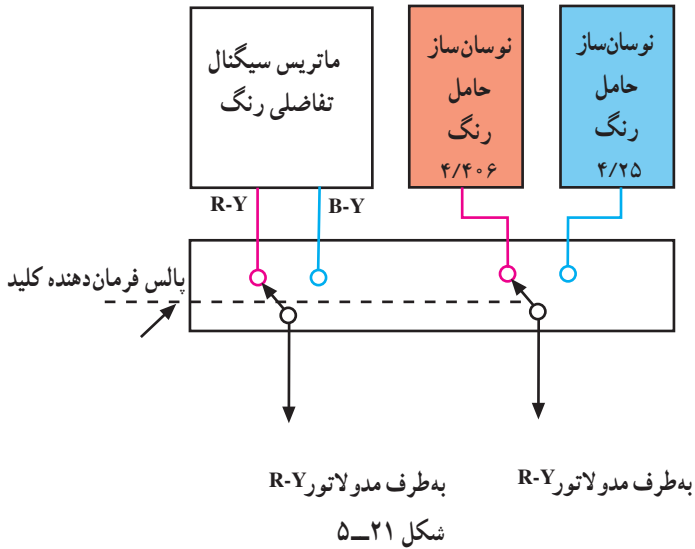 ماتریس سیگنال
تفاضلی رنگ
نوسان‌ساز
حامل
رنگ
۴/۴۰۶
نوسان‌ساز
حامل
رنگ
۴/۲۵
R-Y
B-Y
پالس فرمان‌دهنده کلید
به‌طرف مدولاتور R-Y
به‌طرف مدولاتور R-Y
شکل ۲۱ــ۵